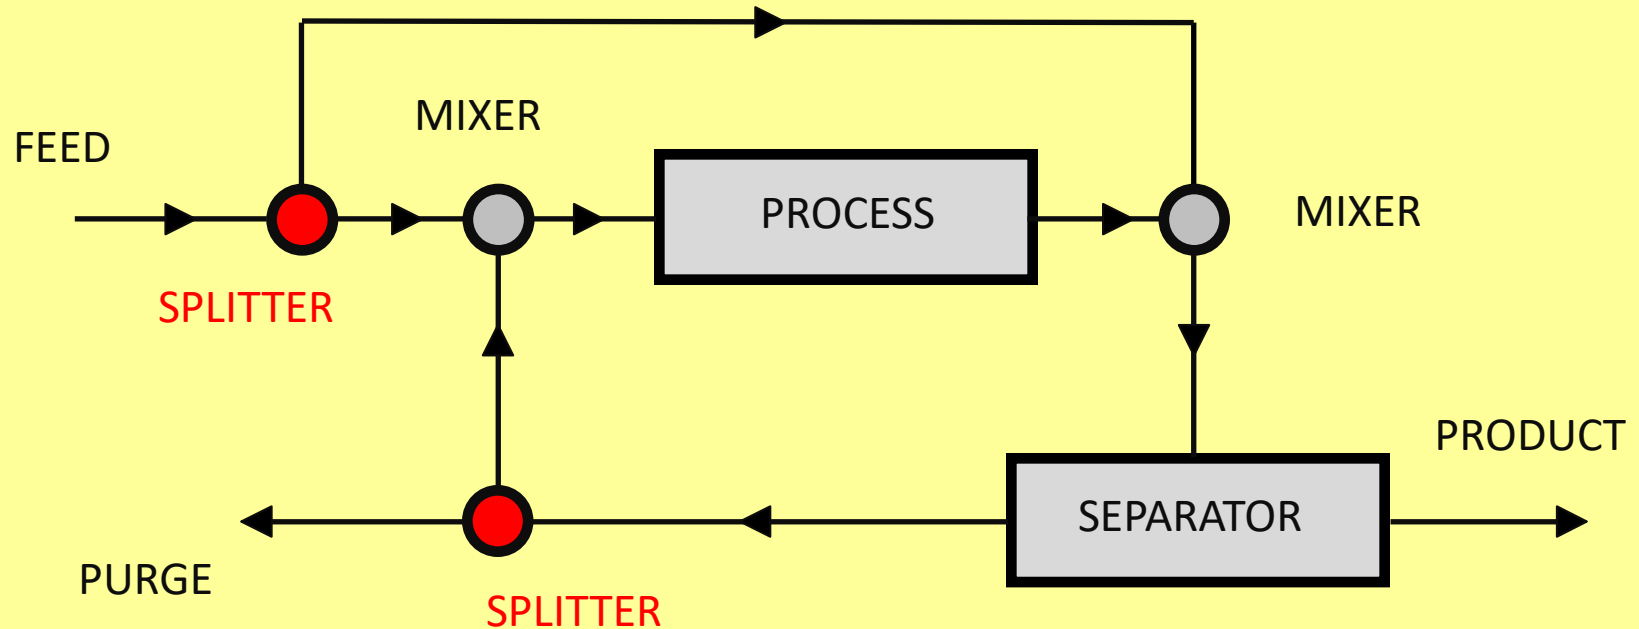 MIXER
FEED
PROCESS
MIXER
SPLITTER
PRODUCT
SEPARATOR
PURGE
SPLITTER